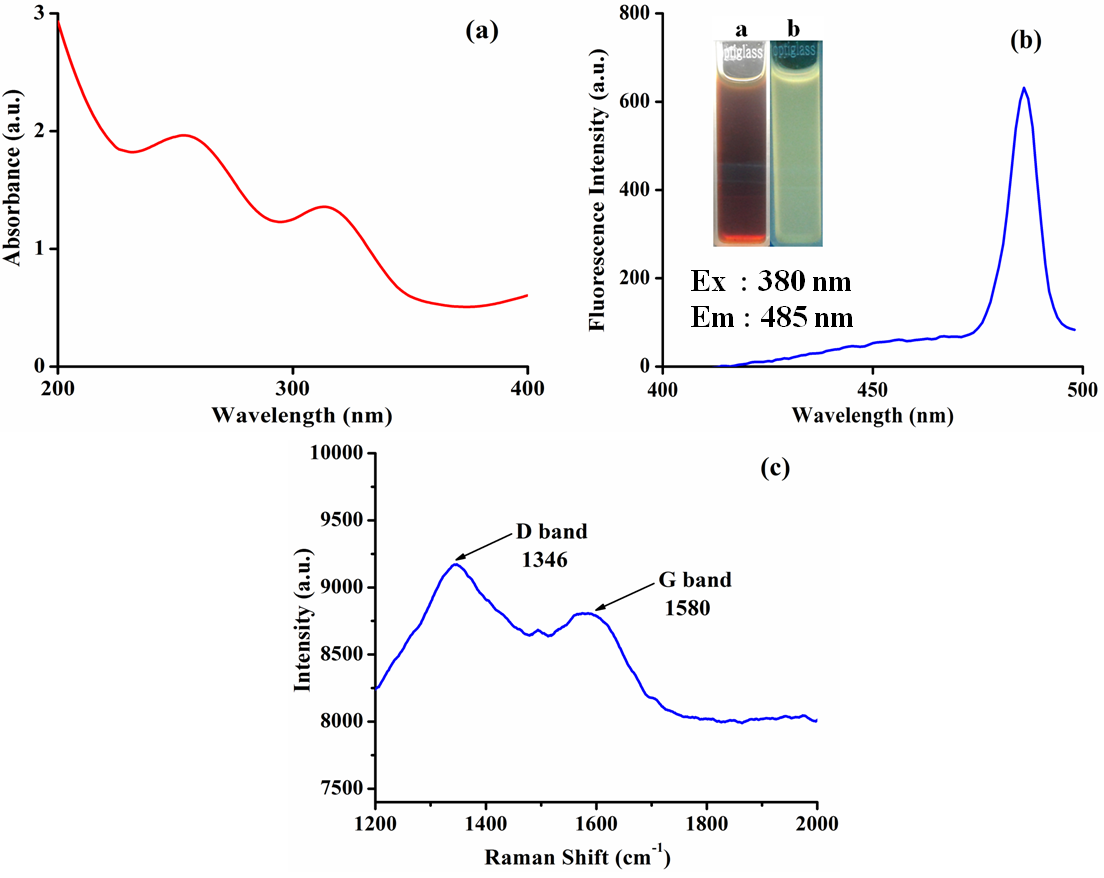 (a)
3
2
1
0
200
300
400
Absorbance (a.u.)
Wavelength (nm)
(b)
800
600
400
200
0
400
450
500
Fluorescence Intensity (a.u.)
Wavelength (nm)
a b
optiglass optiglass
Ex : 380 nm
Em : 485 nm
(c)
10000
9500
9000
8500
8000
7500
1200
1400
1600
1800
2000
Intensity (a.u.)
Raman Shift (cm⁻¹)
D band
1346
G band
1580